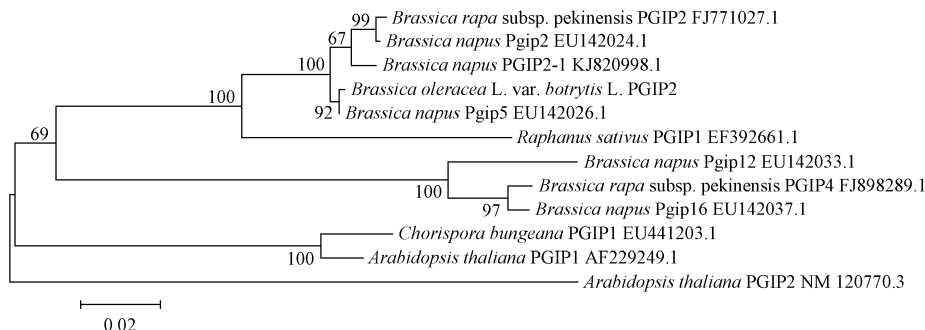 99 Brassica rapa subsp. pekinensis PGIP2 FJ771027.1
67 Brassica napus Pgip2 EU142024.1
100 Brassica napus PGIP2-1 KJ820998.1
Brassica oleracea L. var. botrytis L. PGIP2
100 92 Brassica napus Pgip5 EU142026.1
69 Raphanus sativus PGIP1 EF392661.1
Brassica napus Pgip12 EU142033.1
100 Brassica rapa subsp. pekinensis PGIP4 FJ898289.1
97 Brassica napus Pgip16 EU142037.1
Chorispora bungeana PGIP1 EU441203.1
100 Arabidopsis thaliana PGIP1 AF229249.1
Arabidopsis thaliana PGIP2 NM 120770.3
0.02